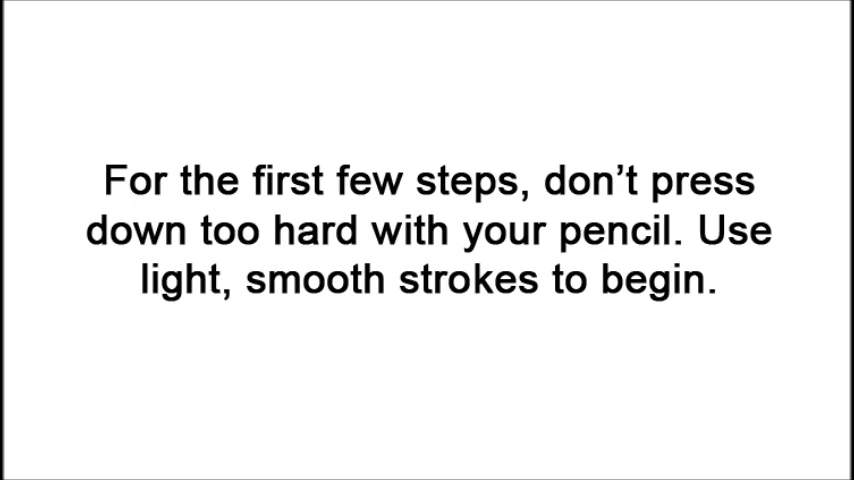 For the first few steps, don’t press
down too hard with your pencil. Use
light, smooth strokes to begin.